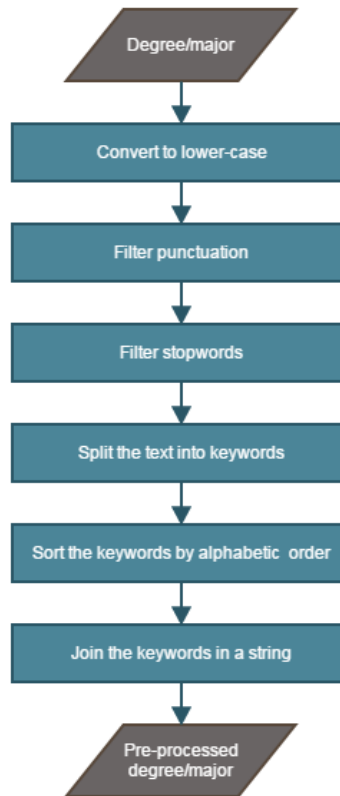 Degree/major
Convert to lower-case
Filter punctuation
Filter stopwords
Split the text into keywords
Sort the keywords by alphabetic order
Join the keywords in a string
Pre-processed
degree/major